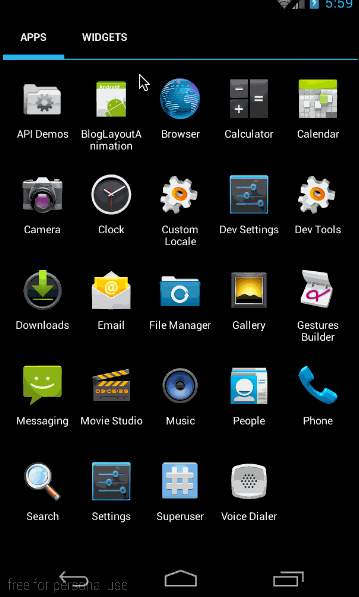 5:59
APPS WIDGETS
API Demos BlogLayoutA Browser Calculator Calendar
nimation
Camera Clock Custom Dev Settings Dev Tools
Locale
Downloads Email File Manager Gallery Gestures
Builder
Messaging Movie Studio Music People Phone
Search Settings Superuser Voice Dialer
free for personal use